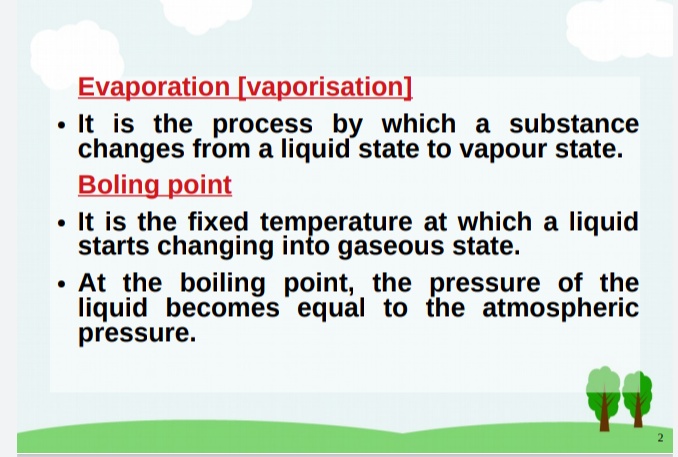 Evaporation [vaporisation]
• It is the process by which a substance
changes from a liquid state to vapour state.
Boling point
• It is the fixed temperature at which a liquid
starts changing into gaseous state.
• At the boiling point, the pressure of the
liquid becomes equal to the atmospheric
pressure.
2